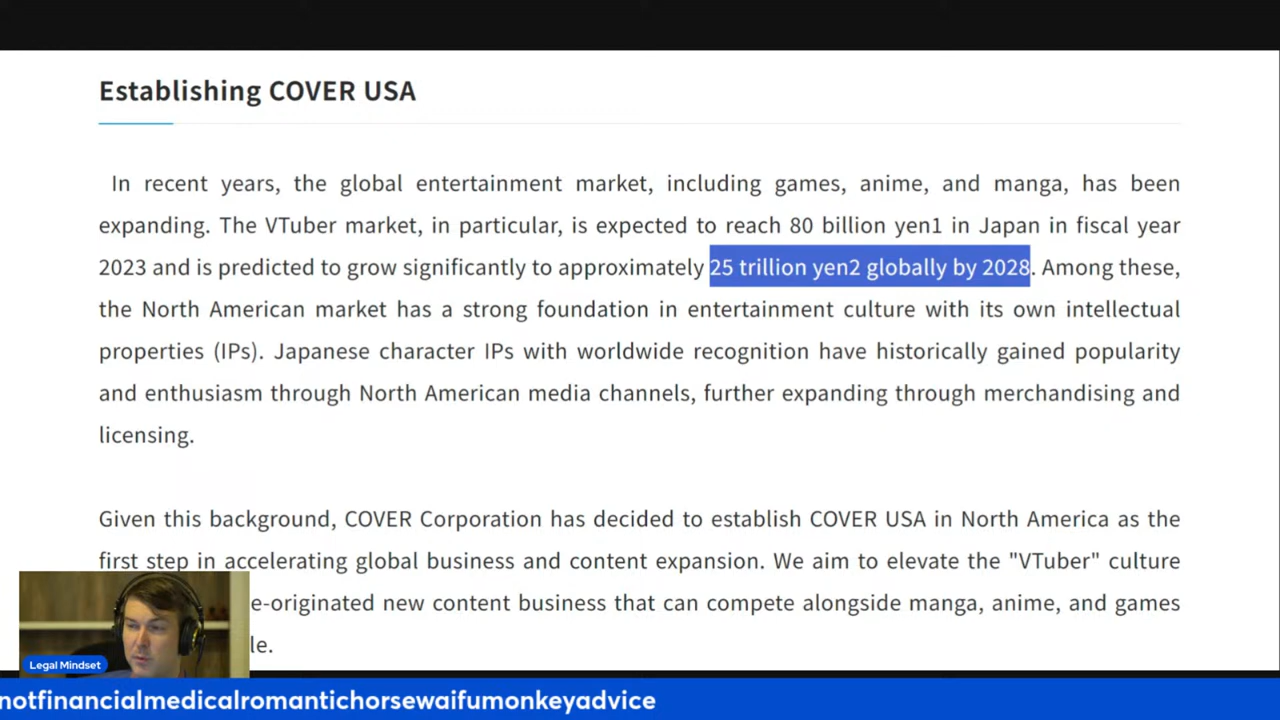 Establishing COVER USA
In recent years, the global entertainment market, including games, anime, and manga, has been
expanding. The VTuber market, in particular, is expected to reach 80 billion yen1 in Japan in fiscal year
2023 and is predicted to grow significantly to approximately 25 trillion yen2 globally by 2028. Among these,
the North American market has a strong foundation in entertainment culture with its own intellectual
properties (IPs). Japanese character IPs with worldwide recognition have historically gained popularity
and enthusiasm through North American media channels, further expanding through merchandising and
licensing.
Given this background, COVER Corporation has decided to establish COVER USA in North America as the
first step in accelerating global business and content expansion. We aim to elevate the "VTuber" culture
e-originated new content business that can compete alongside manga, anime, and games
le.
Legal Mindset
notfinancialmedicalromantichorsewaifumonkeyadvice